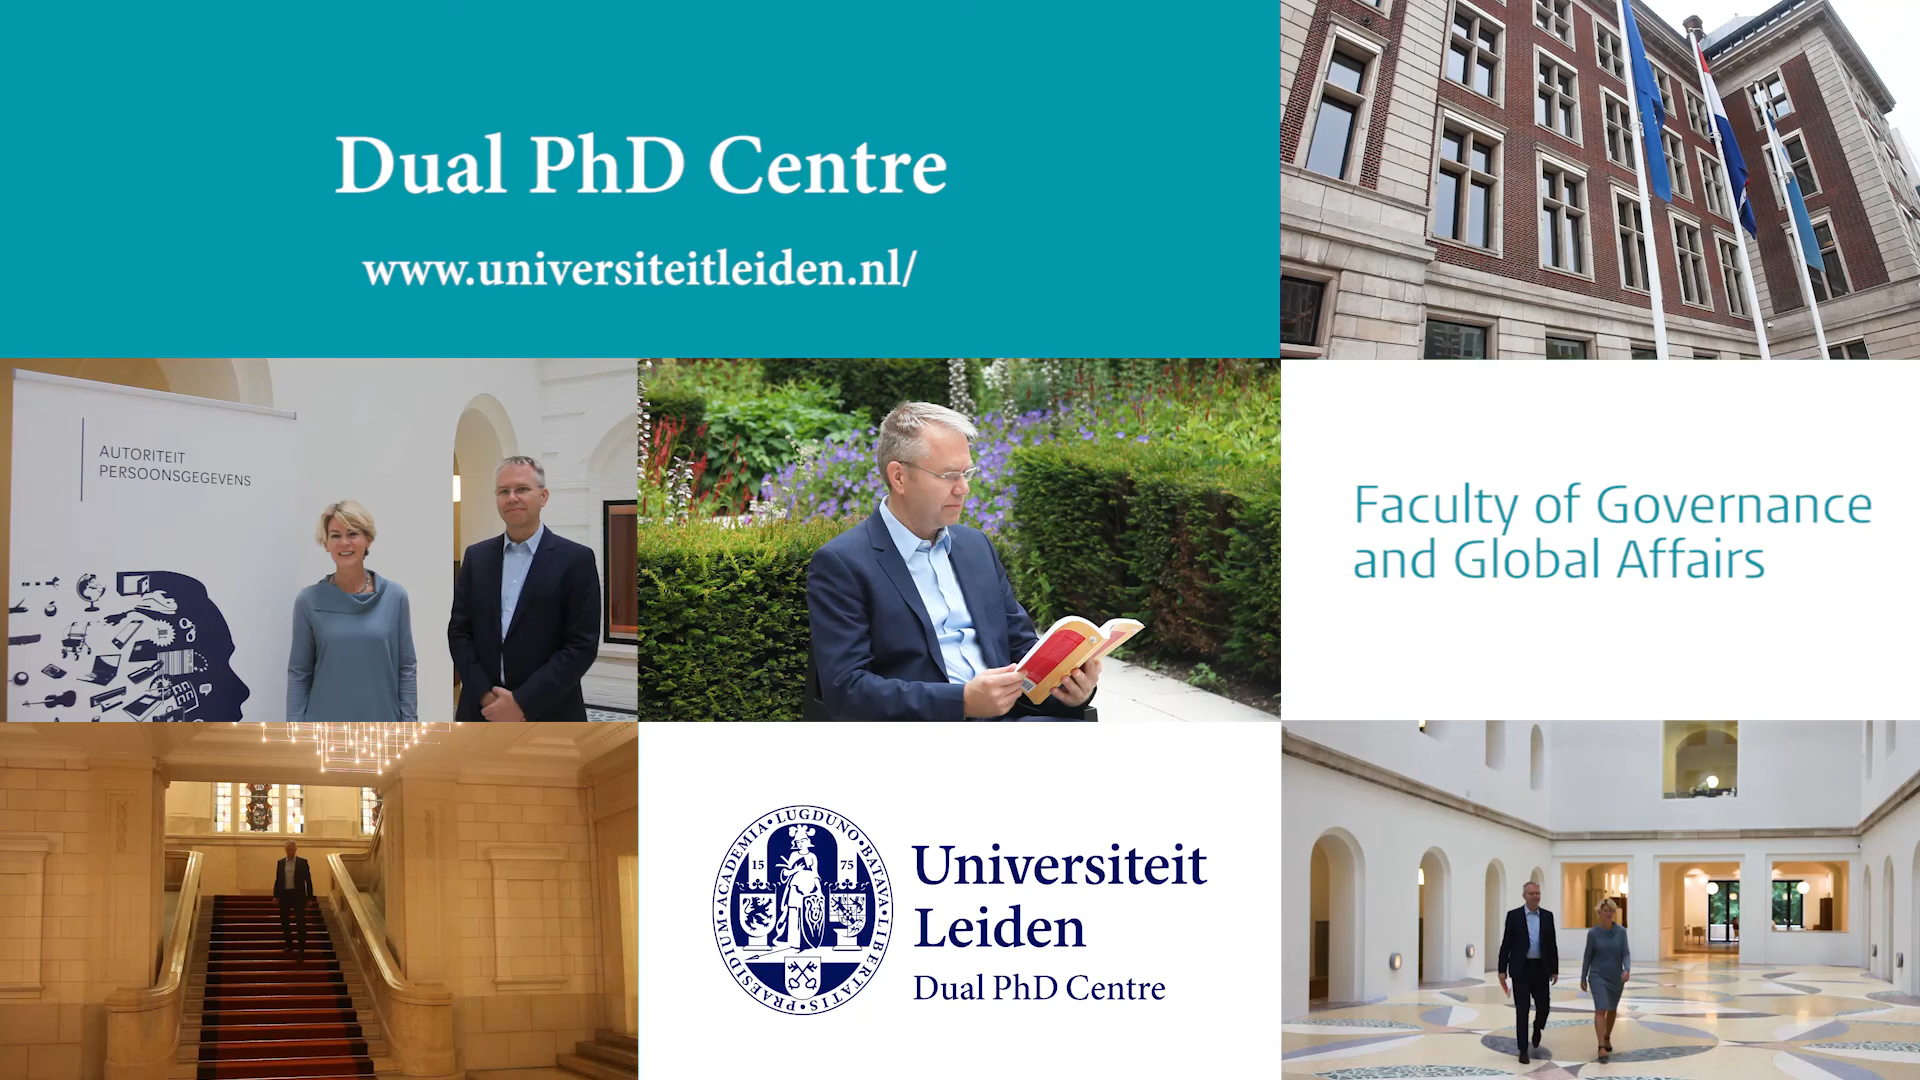 Dual PhD Centre
www.universiteitleiden.nl/
AUTORITEIT
PERSOONSGEGEVENS
Faculty of Governance
and Global Affairs
ACADEMIA • LUGDUNO • BATAVA • LIBERTATIS • PRAESIDIUM •
15 75
Universiteit
Leiden
Dual PhD Centre